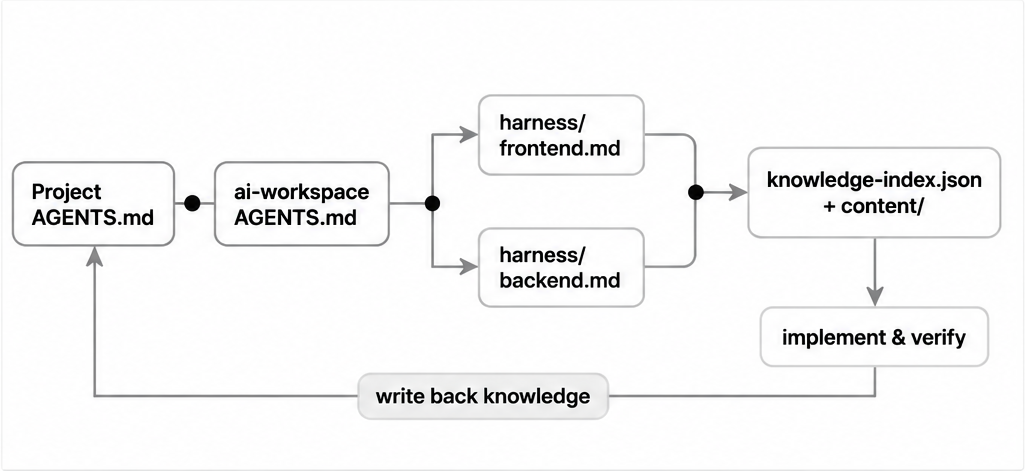 Project
AGENTS.md
ai-workspace
AGENTS.md
harness/
frontend.md
harness/
backend.md
knowledge-index.json
+ content/
implement & verify
write back knowledge